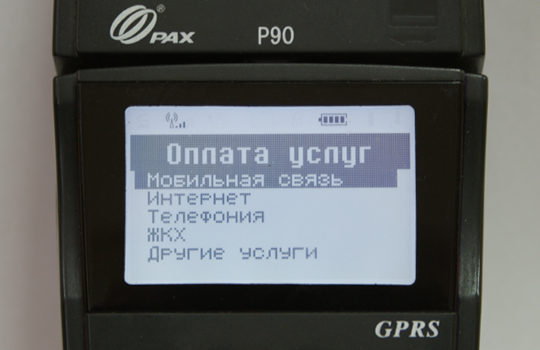 PAX P90
Оплата услуг
Мобильная связь
Интернет
Телефония
ЖКХ
Другие услуги
GPRS